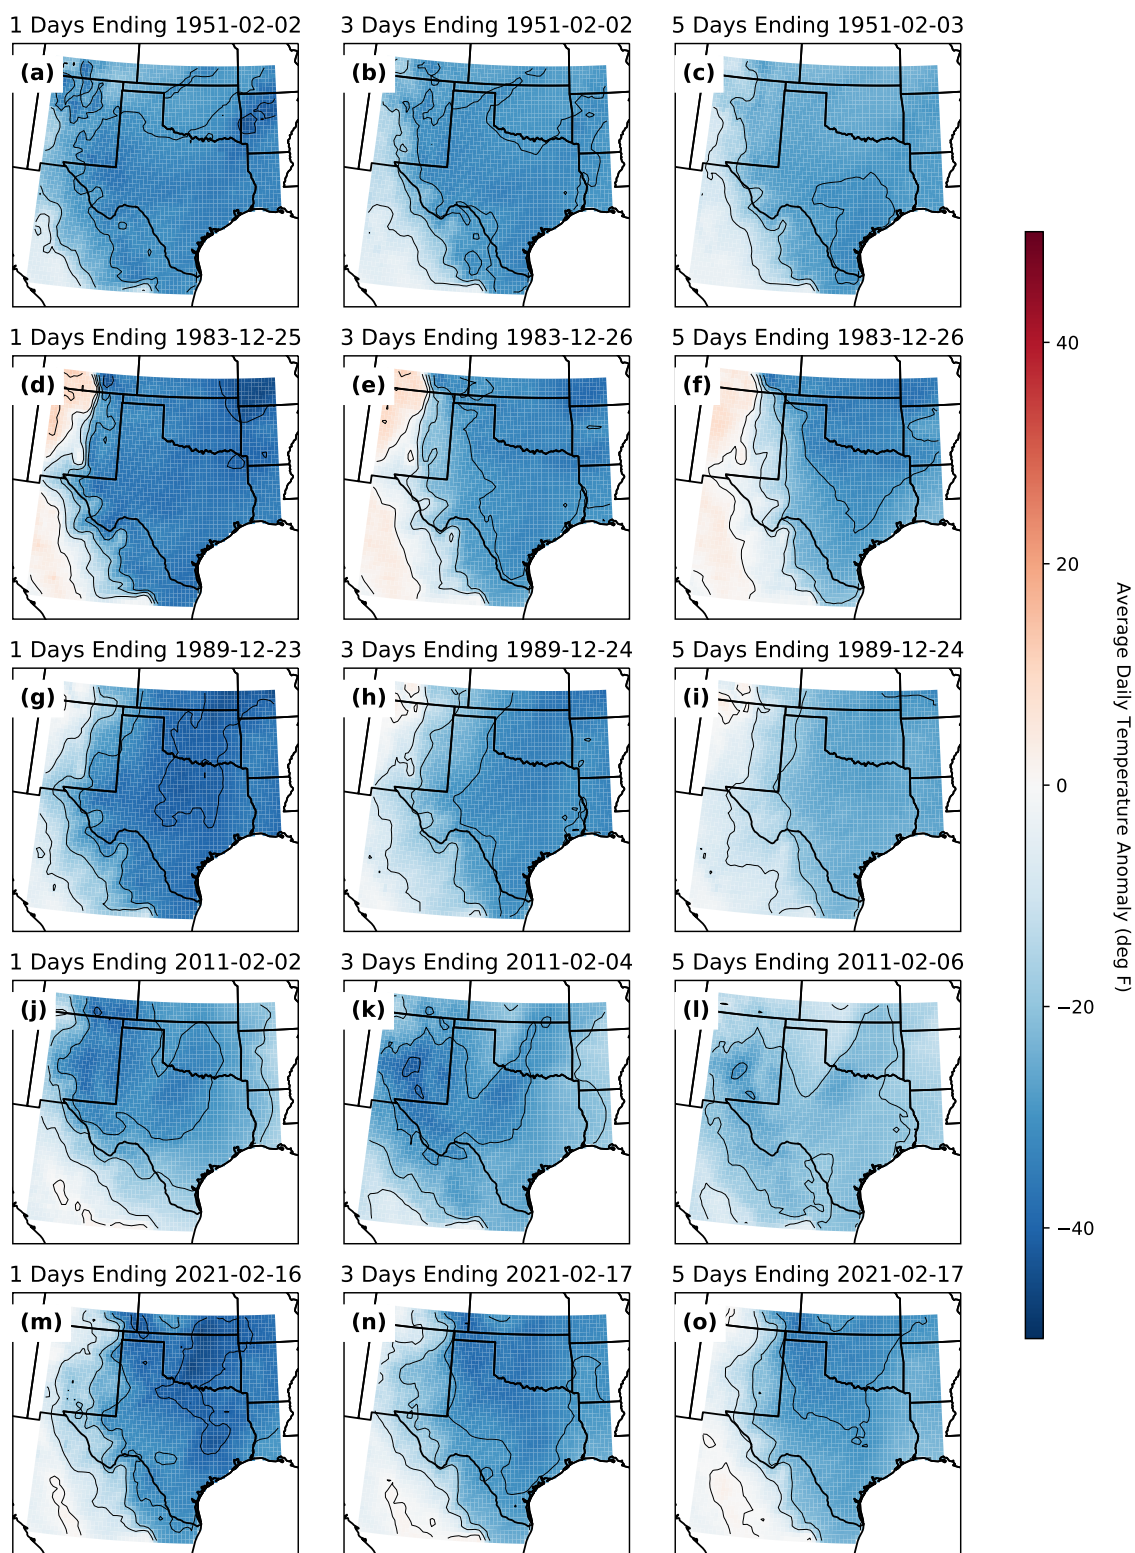 1 Days Ending 1951-02-02
3 Days Ending 1951-02-02
5 Days Ending 1951-02-03
(a)
(b)
(c)
1 Days Ending 1983-12-25
3 Days Ending 1983-12-26
5 Days Ending 1983-12-26
(d)
(e)
(f)
1 Days Ending 1989-12-23
3 Days Ending 1989-12-24
5 Days Ending 1989-12-24
(g)
(h)
(i)
1 Days Ending 2011-02-02
3 Days Ending 2011-02-04
5 Days Ending 2011-02-06
(j)
(k)
(l)
1 Days Ending 2021-02-16
3 Days Ending 2021-02-17
5 Days Ending 2021-02-17
(m)
(n)
(o)
40
20
0
−20
−40
Average Daily Temperature Anomaly (deg F)